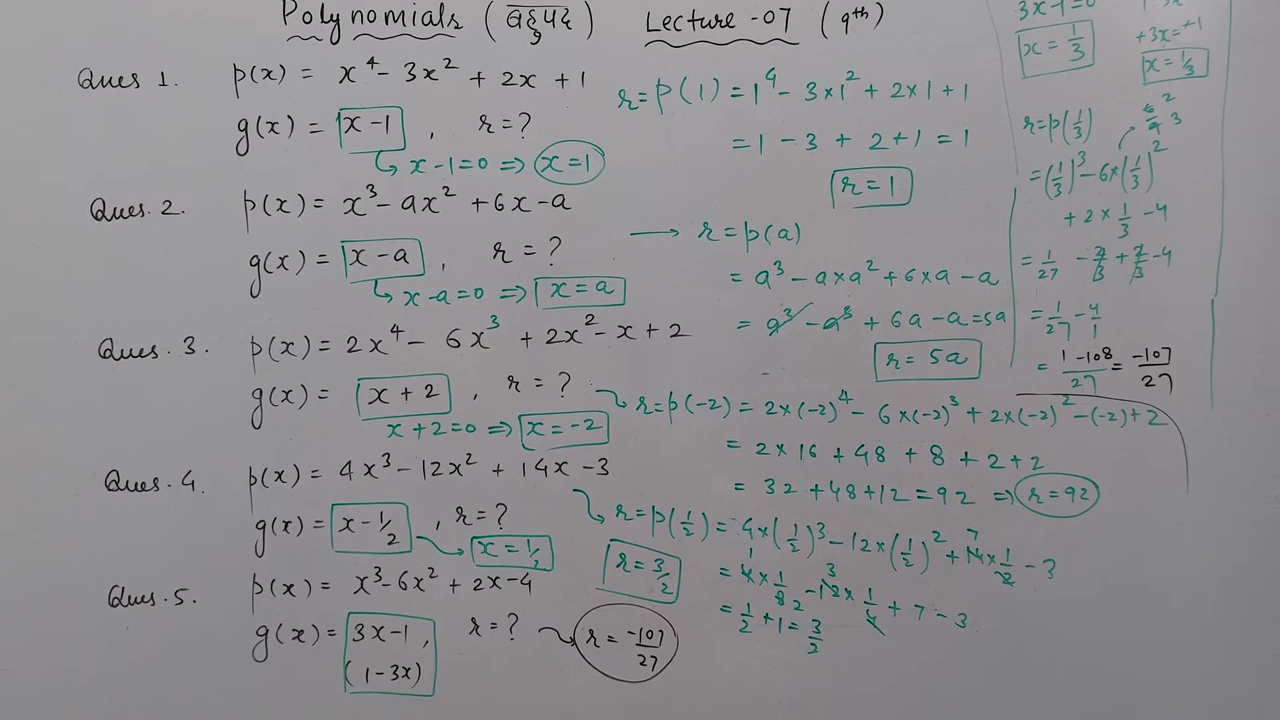 Polynomials (बहुपद) Lecture -07 (9th)
Ques 1. p(x) = x⁴ - 3x² + 2x + 1
g(x) = x-1 , r = ?
x-1=0 ⇒ x=1
r = p(1) = 1⁴ - 3×1² + 2×1 + 1
= 1 - 3 + 2+1 = 1
r = 1
Ques. 2. p(x) = x³ - ax² + 6x - a
g(x) = x - a , r = ?
x-a=0 ⇒ x = a
→ r = p(a)
= a³ - a×a² + 6×a - a
= a³ - a³ + 6a - a = 5a
r = 5a
Ques. 3. p(x) = 2x⁴ - 6x³ + 2x² - x + 2
g(x) = x + 2 , r = ?
x+2=0 ⇒ x=-2
r = p(-2) = 2×(-2)⁴ - 6×(-2)³ + 2×(-2)² - (-2) + 2
= 2×16 + 48 + 8 + 2 + 2
= 32 + 48 + 12 = 92 ⇒ r = 92
Ques. 4. p(x) = 4x³ - 12x² + 14x - 3
g(x) = x - 1/2 , r = ?
x = 1/2
r = p(1/2) = 4×(1/2)³ - 12×(1/2)² + 14×1/2 - 3
= 4×1/8 - 12×1/4 + 7 - 3
= 1/2 + 1 = 3/2
r = 3/2
Ques. 5. p(x) = x³ - 6x² + 2x - 4
g(x) = 3x - 1 , r = ?
(1 - 3x)
r = -107/27
3x-1=0
x = 1/3
+3x = +1
x = 1/3
r = p(1/3)
= (1/3)³ - 6×(1/3)²
+ 2×1/3 - 4
= 1/27 - 2/3 + 2/3 - 4
= 1/27 - 4/1
= 1-108/27 = -107/27